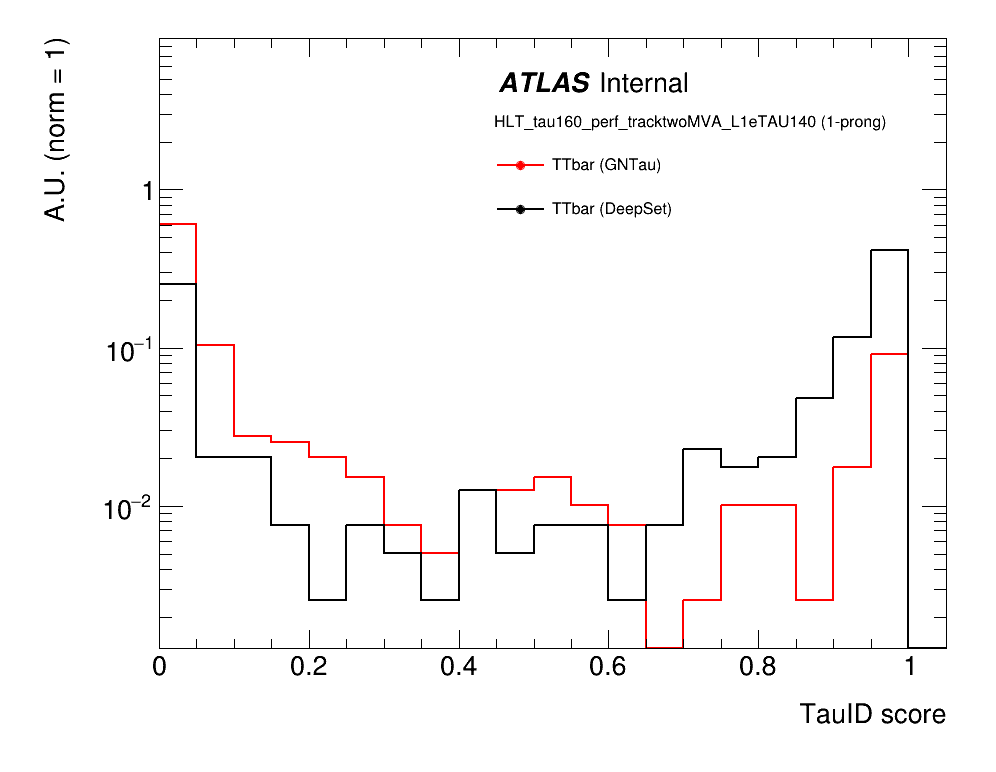 A.U. (norm = 1)
ATLAS Internal
HLT_tau160_perf_tracktwoMVA_L1eTAU140 (1-prong)
TTbar (GNTau)
TTbar (DeepSet)
1
10⁻¹
10⁻²
0 0.2 0.4 0.6 0.8 1
TauID score